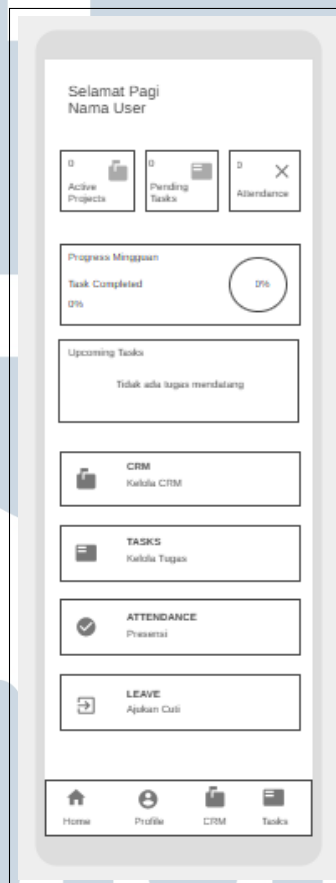 Selamat Pagi
Nama User
0
Active
Projects
0
Pending
Tasks
0
Attendance
Progress Mingguan
Task Completed
0%
0%
Upcoming Tasks
Tidak ada tugas mendatang
CRM
Kelola CRM
TASKS
Kelola Tugas
ATTENDANCE
Presensi
LEAVE
Ajukan Cuti
Home
Profile
CRM
Tasks